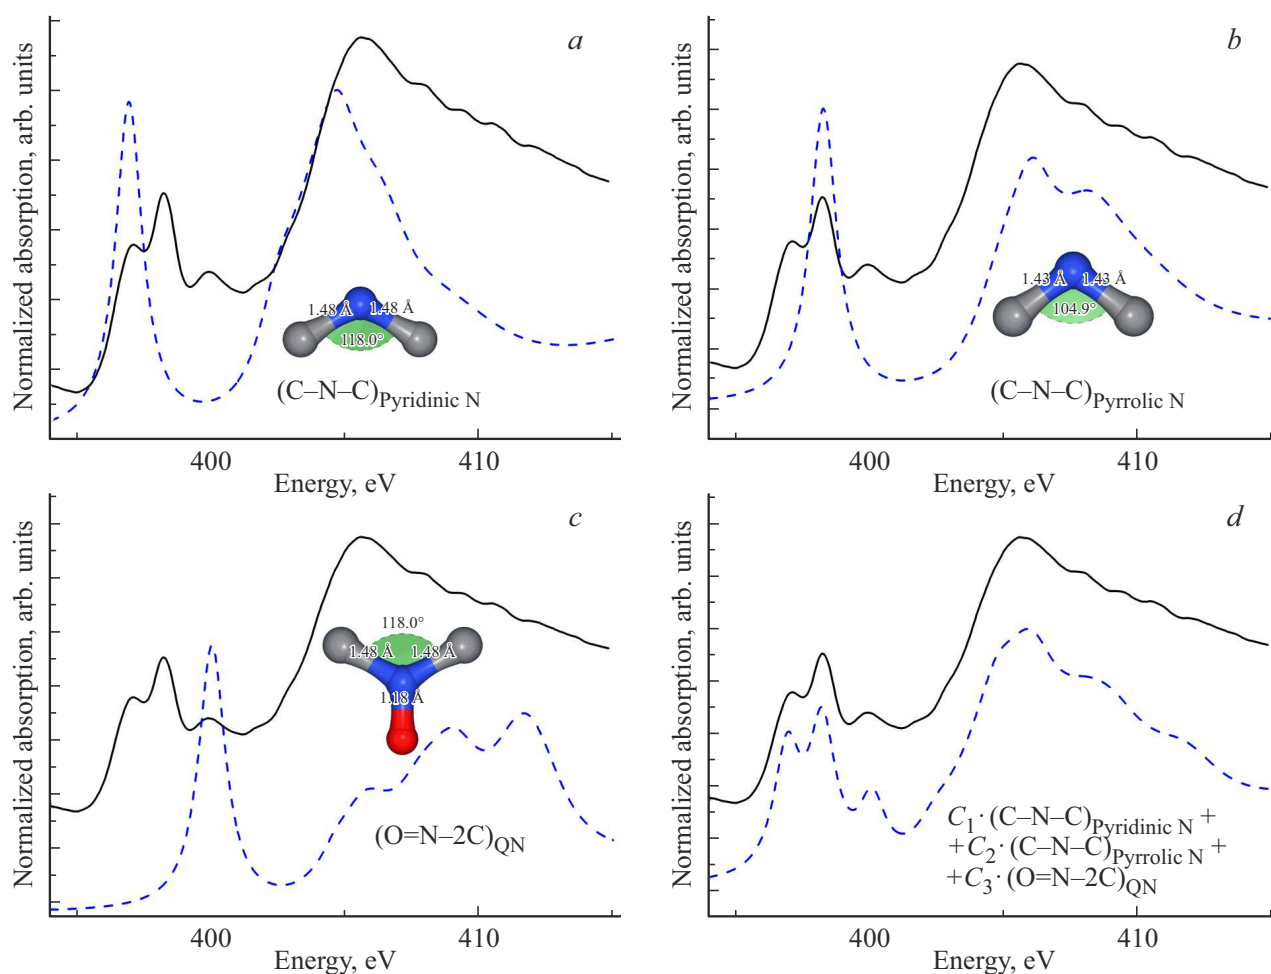 a
Normalized absorption, arb. units
1.48 Å
1.48 Å
118.0°
(C–N–C)Pyridinic N
400
410
Energy, eV
b
Normalized absorption, arb. units
1.43 Å
1.43 Å
104.9°
(C–N–C)Pyrrolic N
400
410
Energy, eV
c
Normalized absorption, arb. units
118.0°
1.48 Å
1.48 Å
1.18 Å
(O=N–2C)QN
400
410
Energy, eV
d
Normalized absorption, arb. units
C1· (C–N–C)Pyridinic N +
+C2· (C–N–C)Pyrrolic N +
+C3· (O=N–2C)QN
400
410
Energy, eV